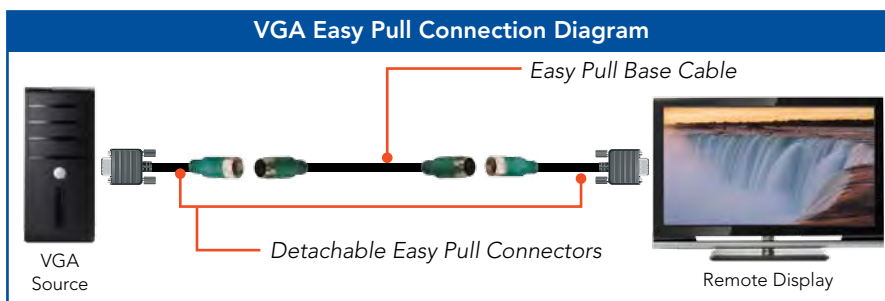 VGA Easy Pull Connection Diagram
Easy Pull Base Cable
Detachable Easy Pull Connectors
VGA
Source
Remote Display